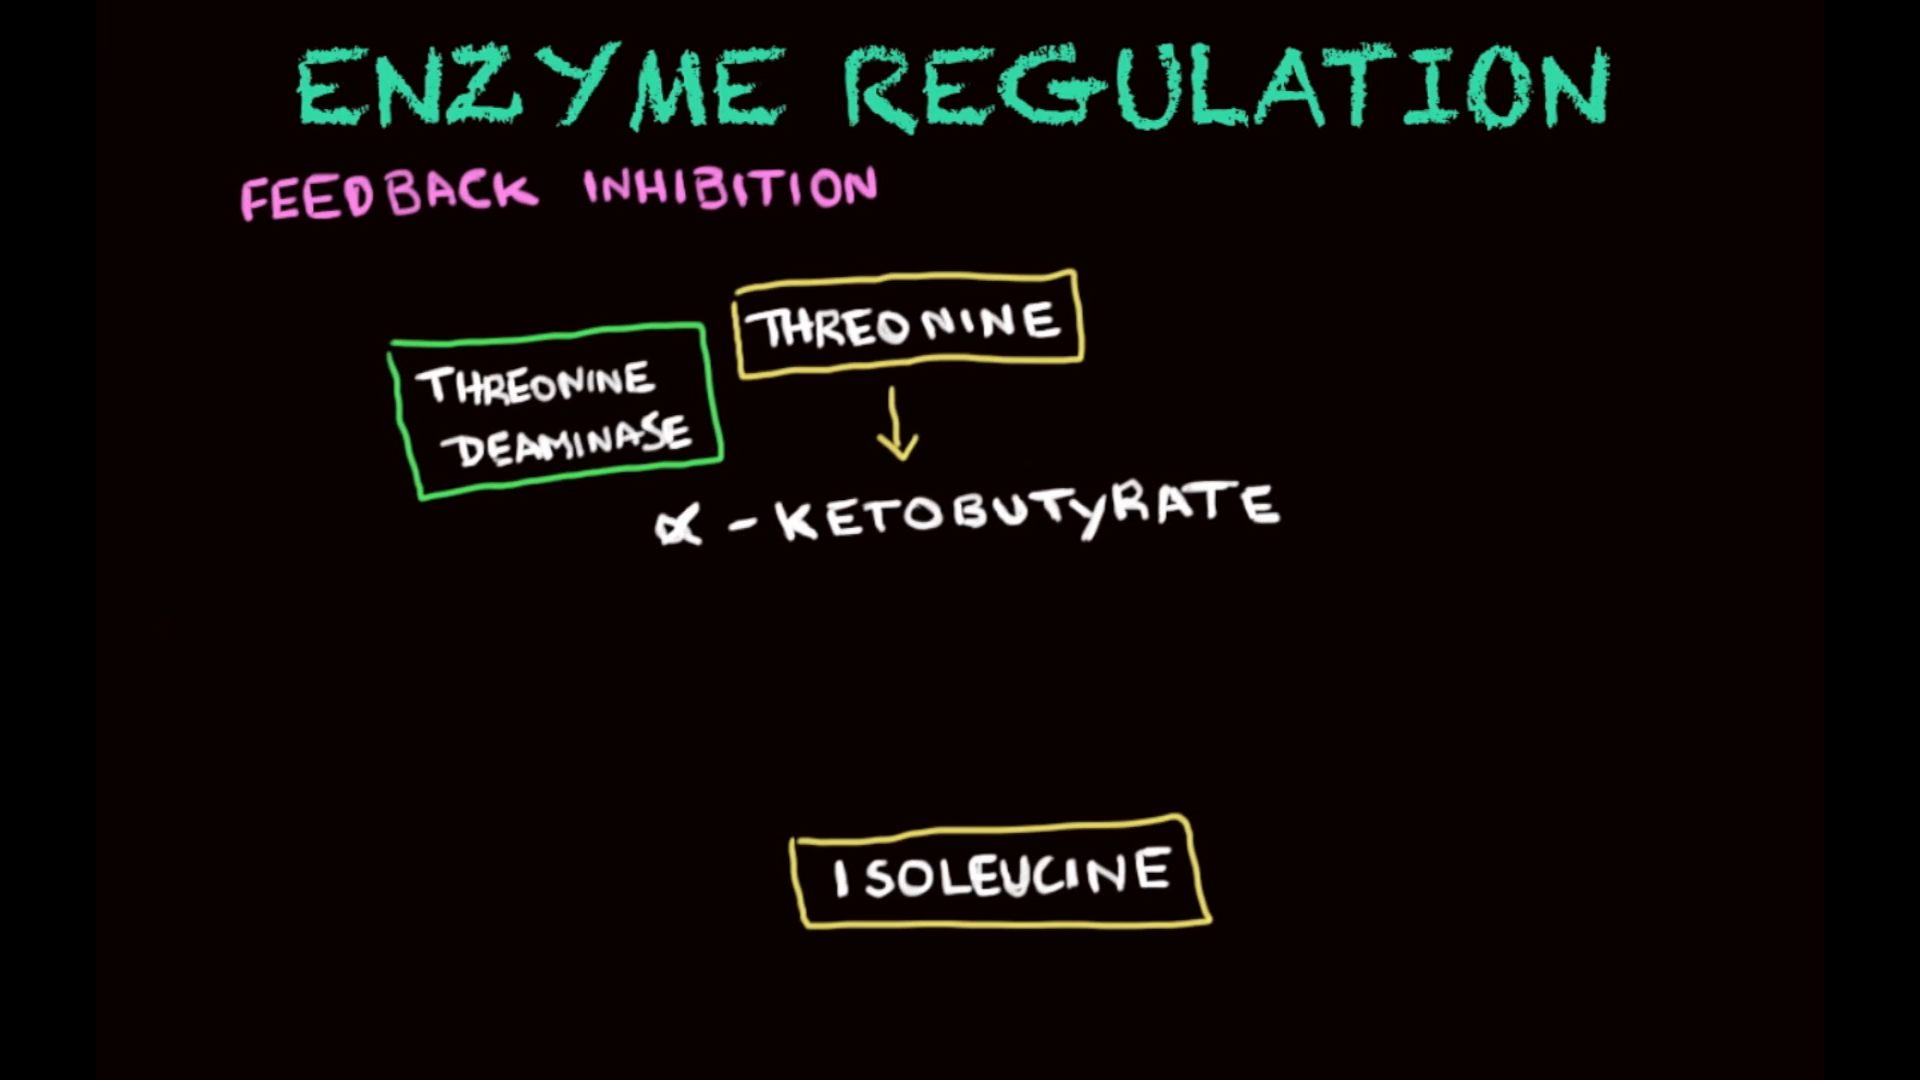 ENZYME REGULATION
FEEDBACK INHIBITION
THREONINE
THREONINE
DEAMINASE
α - KETOBUTYRATE
ISOLEUCINE